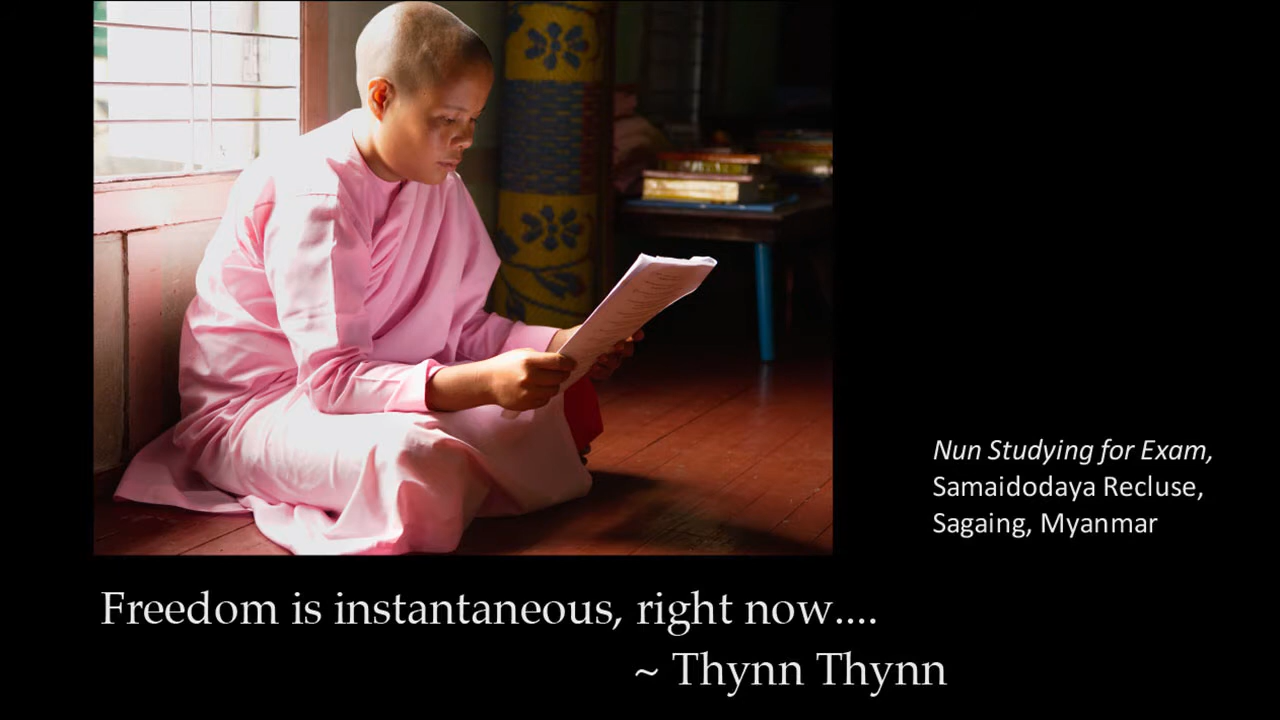 Nun Studying for Exam,
Samaidodaya Recluse,
Sagaing, Myanmar
Freedom is instantaneous, right now....
~ Thynn Thynn